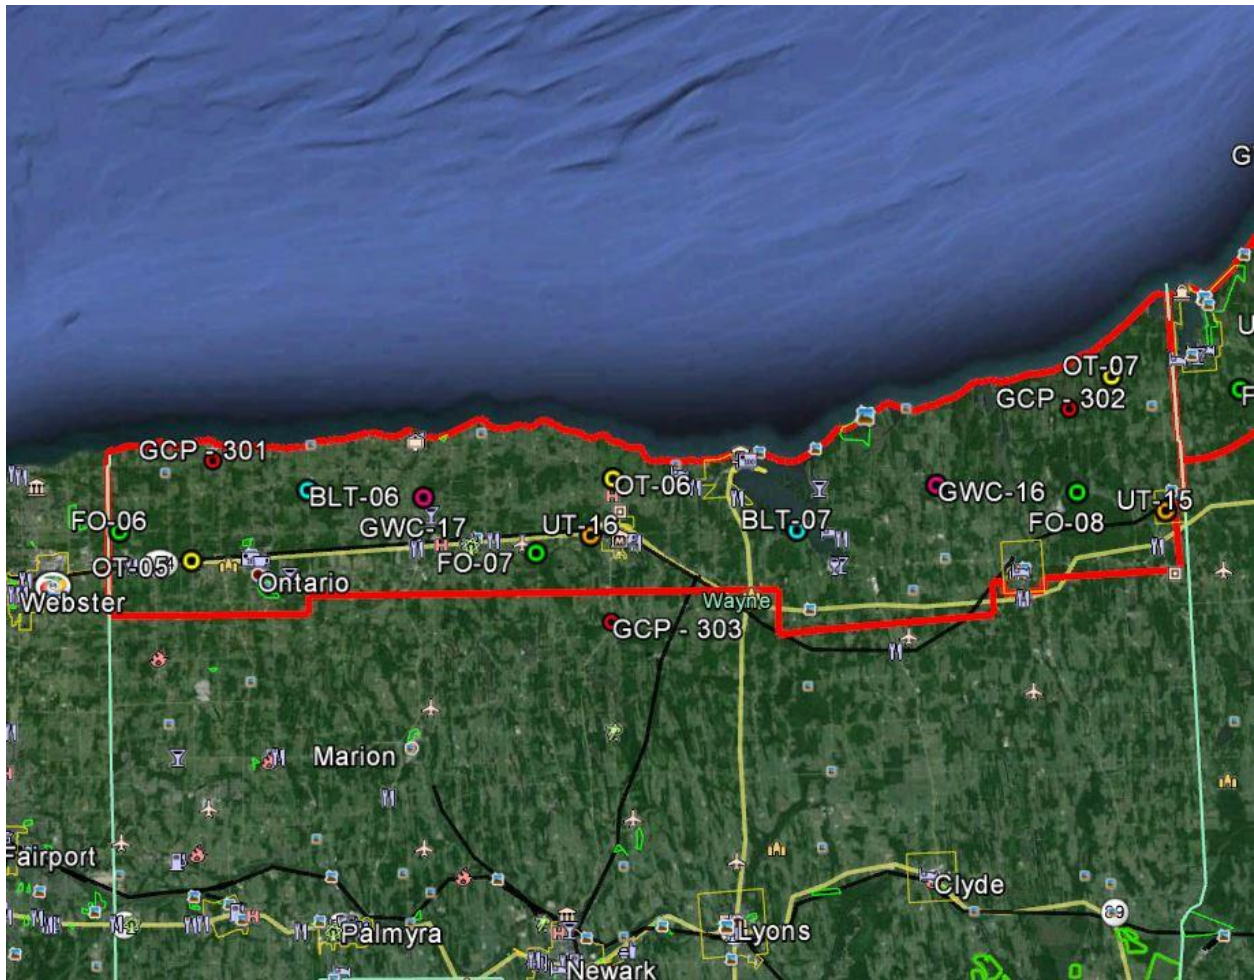 G
OT-07
U
GCP - 302
F
GCP - 301
BLT-06
OT-06
GWC-16
GWC-17
UT-15
FO-06
UT-16
BLT-07
FO-08
FO-07
OT-05
Ontario
Webster
Wayne
GCP - 303
Marion
Fairport
Clyde
89
Palmyra
Lyons
Newark